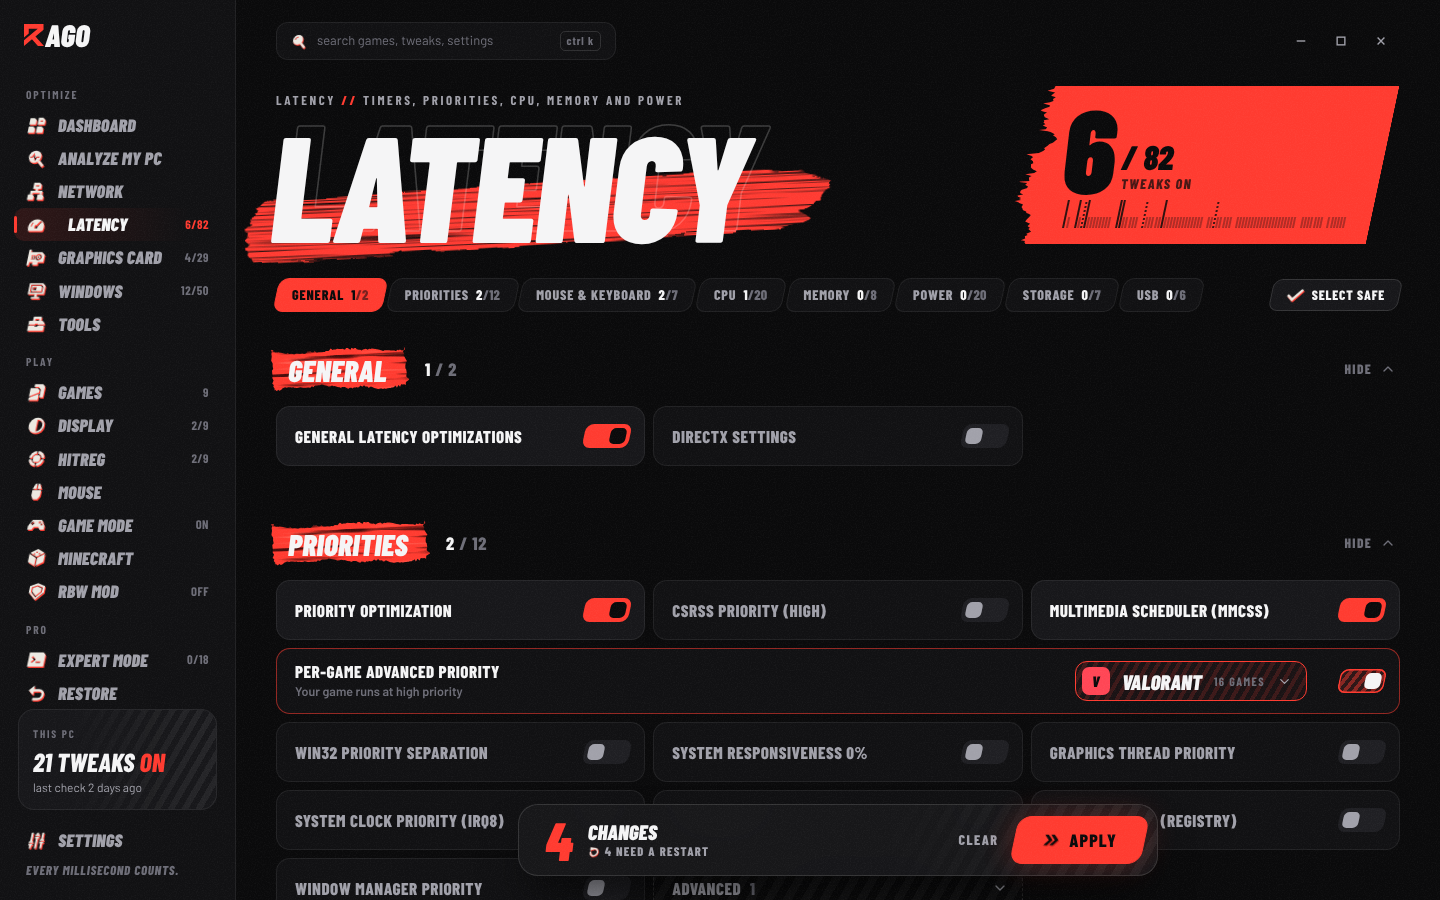 RAGO
search games, tweaks, settings
ctrl k
OPTIMIZE
DASHBOARD
ANALYZE MY PC
NETWORK
LATENCY 6/82
GRAPHICS CARD 4/29
WINDOWS 12/50
TOOLS
PLAY
GAMES 9
DISPLAY 2/9
HITREG 2/9
MOUSE
GAME MODE ON
MINECRAFT
RBW MOD OFF
PRO
EXPERT MODE 0/18
RESTORE
THIS PC
21 TWEAKS ON
last check 2 days ago
SETTINGS
EVERY MILLISECOND COUNTS.
LATENCY // TIMERS, PRIORITIES, CPU, MEMORY AND POWER
LATENCY
6 / 82
TWEAKS ON
GENERAL 1/2
PRIORITIES 2/12
MOUSE & KEYBOARD 2/7
CPU 1/20
MEMORY 0/8
POWER 0/20
STORAGE 0/7
USB 0/6
SELECT SAFE
GENERAL 1 / 2
HIDE
GENERAL LATENCY OPTIMIZATIONS
DIRECTX SETTINGS
PRIORITIES 2 / 12
HIDE
PRIORITY OPTIMIZATION
CSRSS PRIORITY (HIGH)
MULTIMEDIA SCHEDULER (MMCSS)
PER-GAME ADVANCED PRIORITY
Your game runs at high priority
V VALORANT 16 GAMES
WIN32 PRIORITY SEPARATION
SYSTEM RESPONSIVENESS 0%
GRAPHICS THREAD PRIORITY
SYSTEM CLOCK PRIORITY (IRQ8)
(REGISTRY)
4 CHANGES
4 NEED A RESTART
CLEAR
APPLY
WINDOW MANAGER PRIORITY
ADVANCED 1